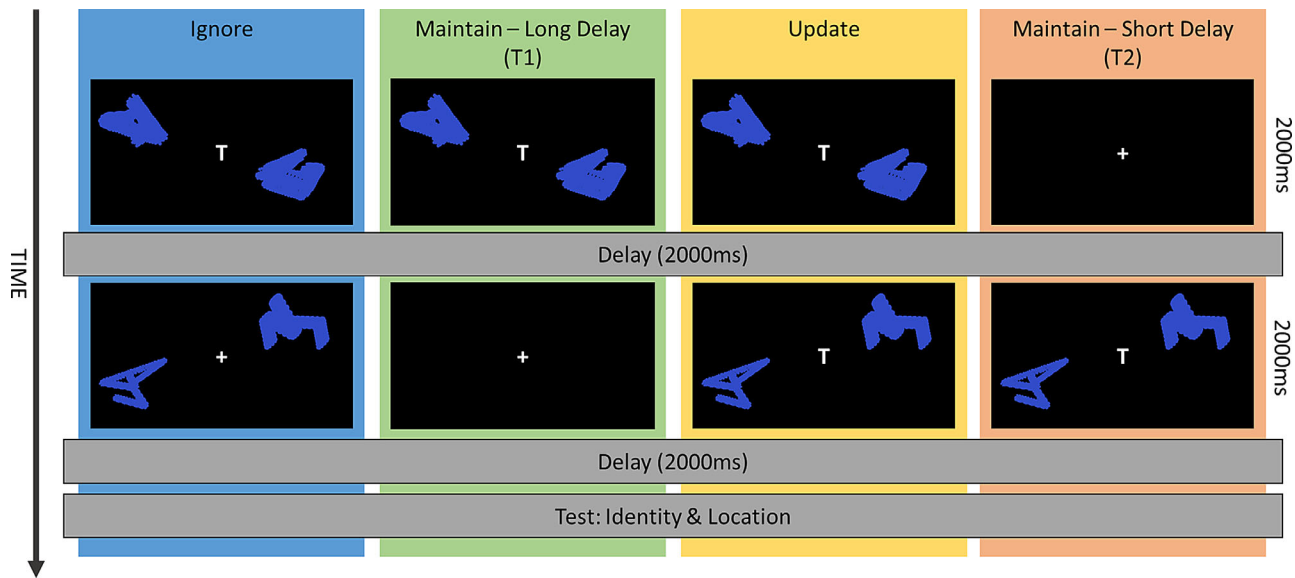 Ignore
Maintain – Long Delay
(T1)
Update
Maintain – Short Delay
(T2)
T
T
T
+
2000ms
Delay (2000ms)
TIME
+
+
T
T
2000ms
Delay (2000ms)
Test: Identity & Location